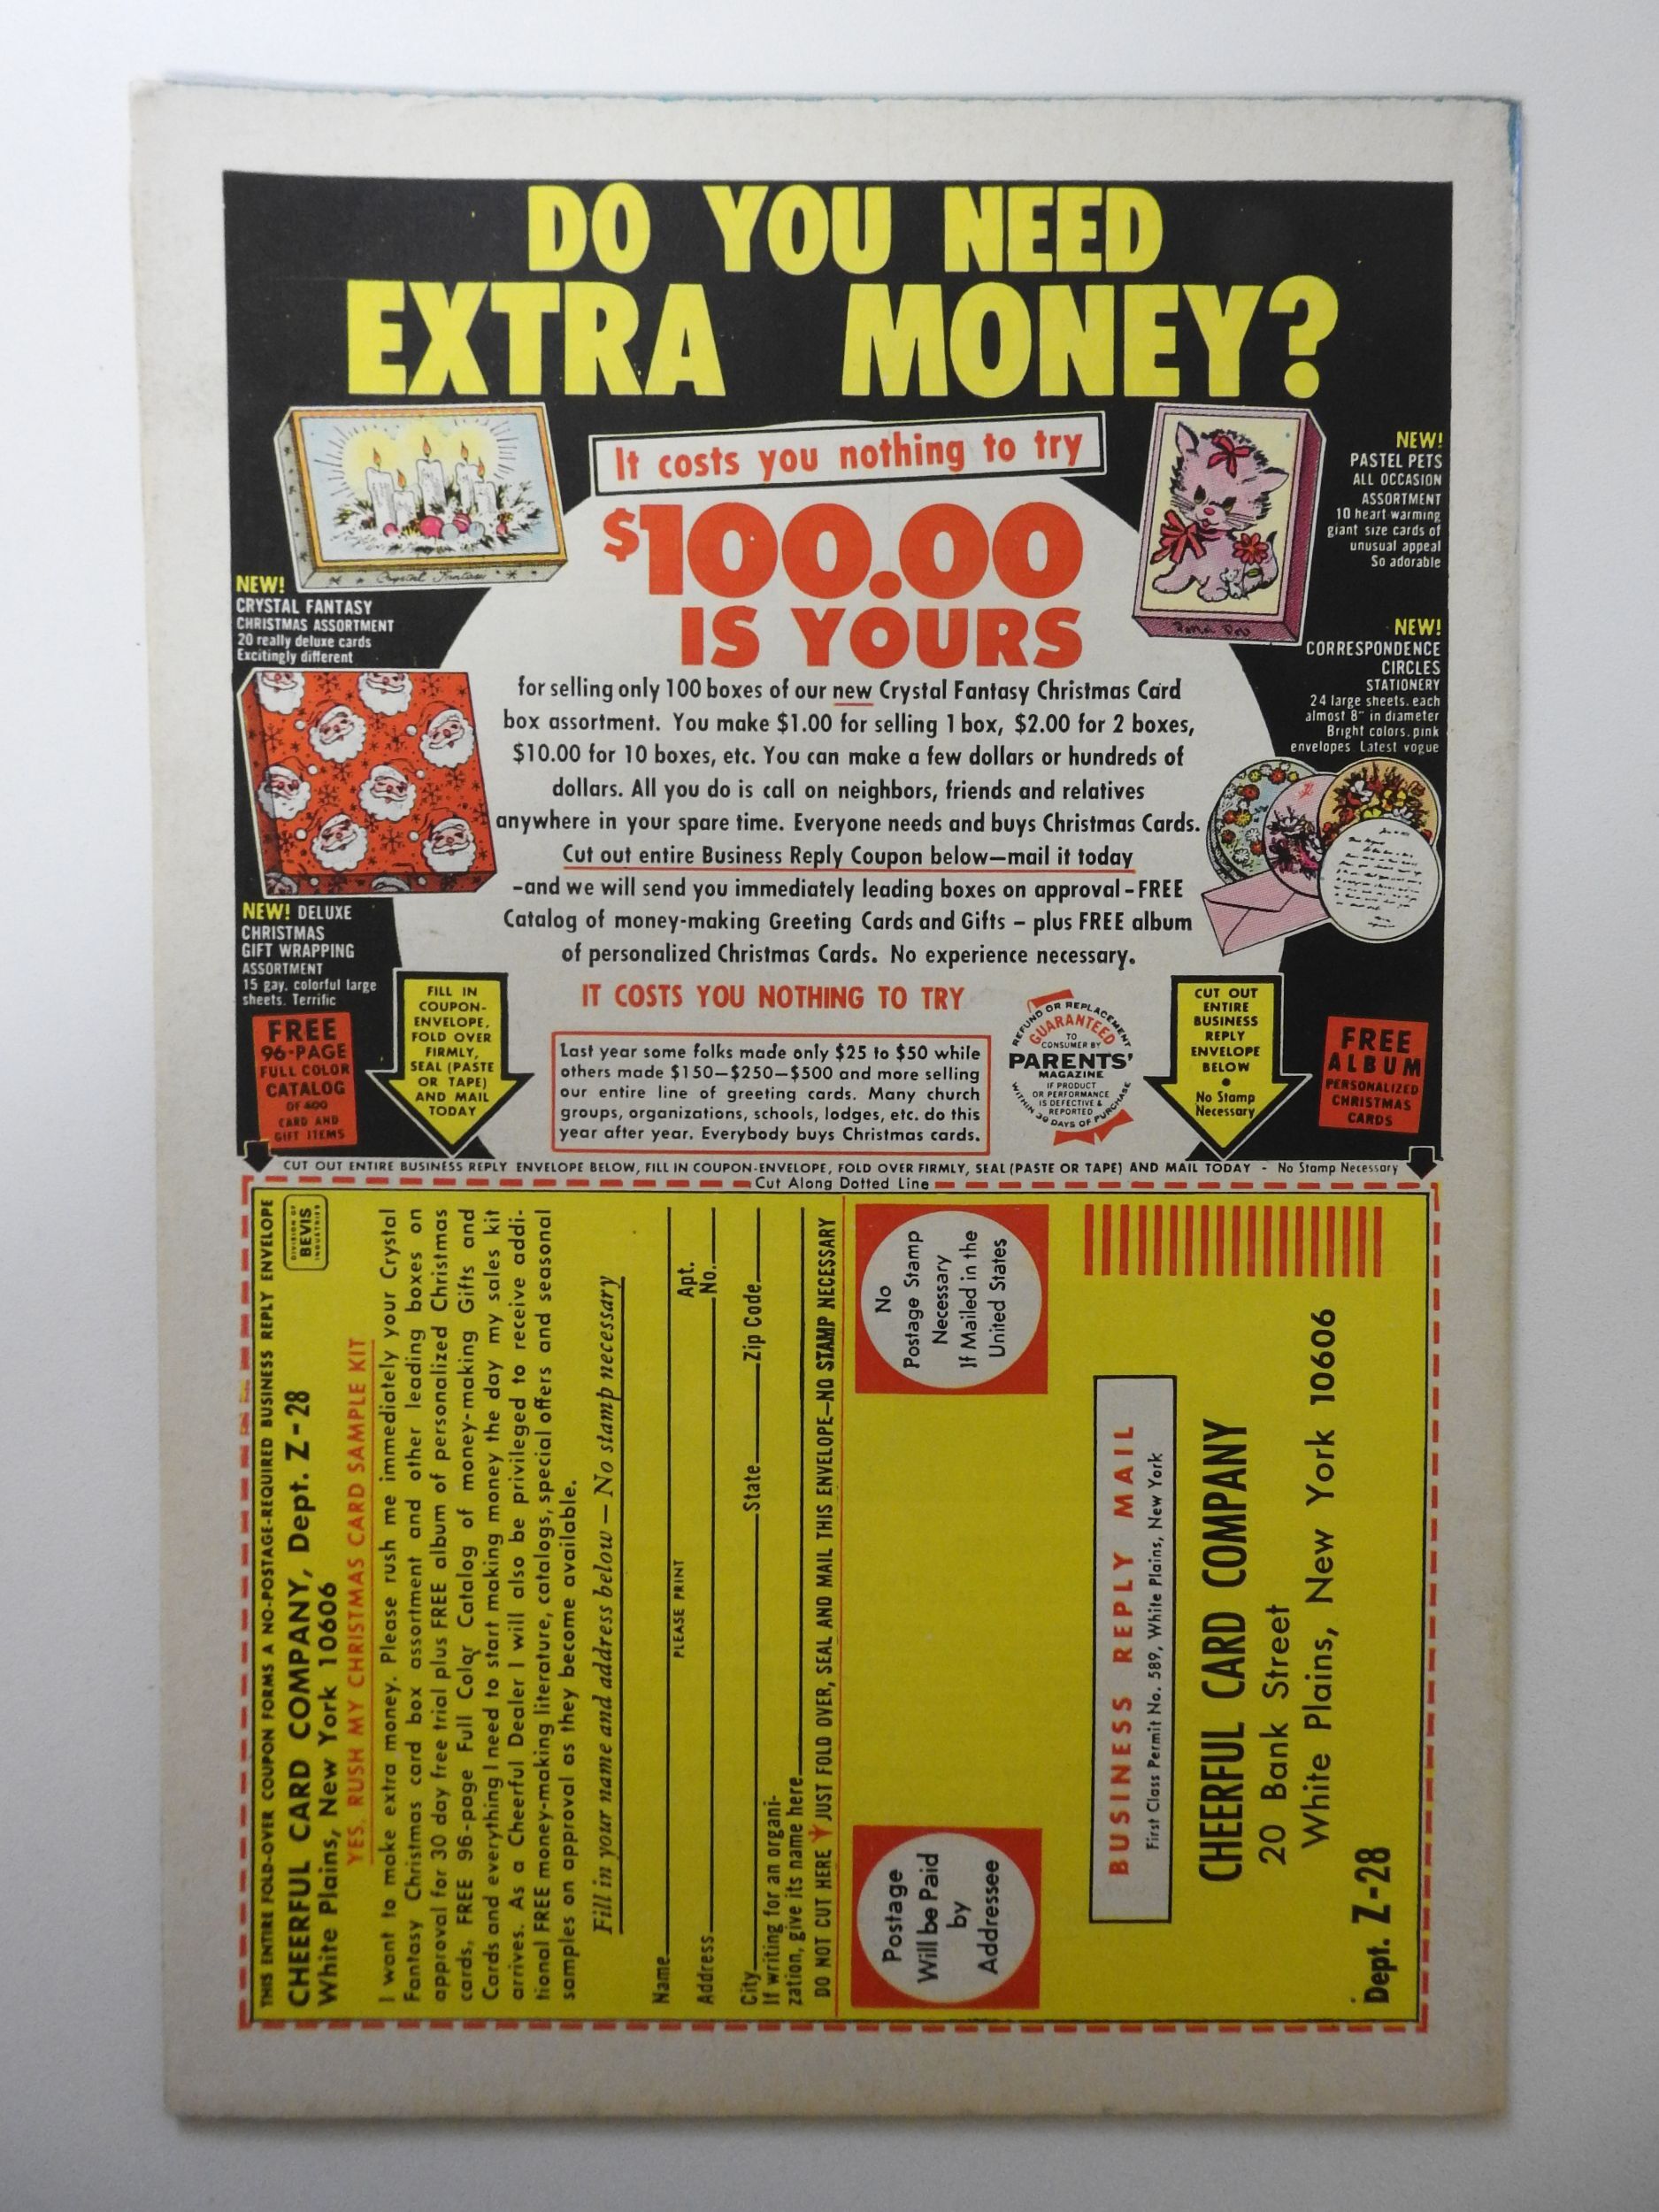 DO YOU NEED
EXTRA MONEY?
It costs you nothing to try
$100.00
IS YOURS
Crystal Fantasy
NEW!
CRYSTAL FANTASY
CHRISTMAS ASSORTMENT
20 really deluxe cards
Excitingly different
NEW!
PASTEL PETS
ALL OCCASION
ASSORTMENT
10 heart warming
giant size cards of
unusual appeal
So adorable
NEW!
CORRESPONDENCE
CIRCLES
STATIONERY
24 large sheets, each
almost 8" in diameter
Bright colors, pink
envelopes Latest vogue
for selling only 100 boxes of our new Crystal Fantasy Christmas Card
box assortment. You make $1.00 for selling 1 box, $2.00 for 2 boxes,
$10.00 for 10 boxes, etc. You can make a few dollars or hundreds of
dollars. All you do is call on neighbors, friends and relatives
anywhere in your spare time. Everyone needs and buys Christmas Cards.
Cut out entire Business Reply Coupon below—mail it today
–and we will send you immediately leading boxes on approval – FREE
Catalog of money-making Greeting Cards and Gifts – plus FREE album
of personalized Christmas Cards. No experience necessary.
NEW! DELUXE
CHRISTMAS
GIFT WRAPPING
ASSORTMENT
15 gay, colorful large
sheets. Terrific
IT COSTS YOU NOTHING TO TRY
FREE
96-PAGE
FULL COLOR
CATALOG
OF 400
CARD AND
GIFT ITEMS
FILL IN
COUPON-
ENVELOPE,
FOLD OVER
FIRMLY,
SEAL (PASTE
OR TAPE)
AND MAIL
TODAY
Last year some folks made only $25 to $50 while
others made $150—$250—$500 and more selling
our entire line of greeting cards. Many church
groups, organizations, schools, lodges, etc. do this
year after year. Everybody buys Christmas cards.
REFUND OR REPLACEMENT
GUARANTEED
TO
CONSUMER BY
PARENTS'
MAGAZINE
IF PRODUCT
OR PERFORMANCE
IS DEFECTIVE &
REPORTED
WITHIN 30 DAYS OF PURCHASE
CUT OUT
ENTIRE
BUSINESS
REPLY
ENVELOPE
BELOW
•
No Stamp
Necessary
FREE
ALBUM
PERSONALIZED
CHRISTMAS
CARDS
CUT OUT ENTIRE BUSINESS REPLY ENVELOPE BELOW, FILL IN COUPON-ENVELOPE, FOLD OVER FIRMLY, SEAL (PASTE OR TAPE) AND MAIL TODAY - No Stamp Necessary
Cut Along Dotted Line
THIS ENTIRE FOLD-OVER COUPON FORMS A NO-POSTAGE-REQUIRED BUSINESS REPLY ENVELOPE
CHEERFUL CARD COMPANY, Dept. Z-28
White Plains, New York 10606
DIVISION OF
BEVIS
INDUSTRIES
YES, RUSH MY CHRISTMAS CARD SAMPLE KIT
I want to make extra money. Please rush me immediately your Crystal
Fantasy Christmas card box assortment and other leading boxes on
approval for 30 day free trial plus FREE album of personalized Christmas
cards, FREE 96-page Full Color Catalog of money-making Gifts and
Cards and everything I need to start making money the day my sales kit
arrives. As a Cheerful Dealer I will also be privileged to receive addi-
tional FREE money-making literature, catalogs, special offers and seasonal
samples on approval as they become available.
Fill in your name and address below — No stamp necessary
Name
PLEASE PRINT
Address Apt. No.
City State Zip Code
If writing for an organi-
zation, give its name here
DO NOT CUT HERE JUST FOLD OVER, SEAL AND MAIL THIS ENVELOPE—NO STAMP NECESSARY
Postage
Will be Paid
by
Addressee
No
Postage Stamp
Necessary
If Mailed in the
United States
BUSINESS REPLY MAIL
First Class Permit No. 589, White Plains, New York
CHEERFUL CARD COMPANY
20 Bank Street
White Plains, New York 10606
Dept. Z-28